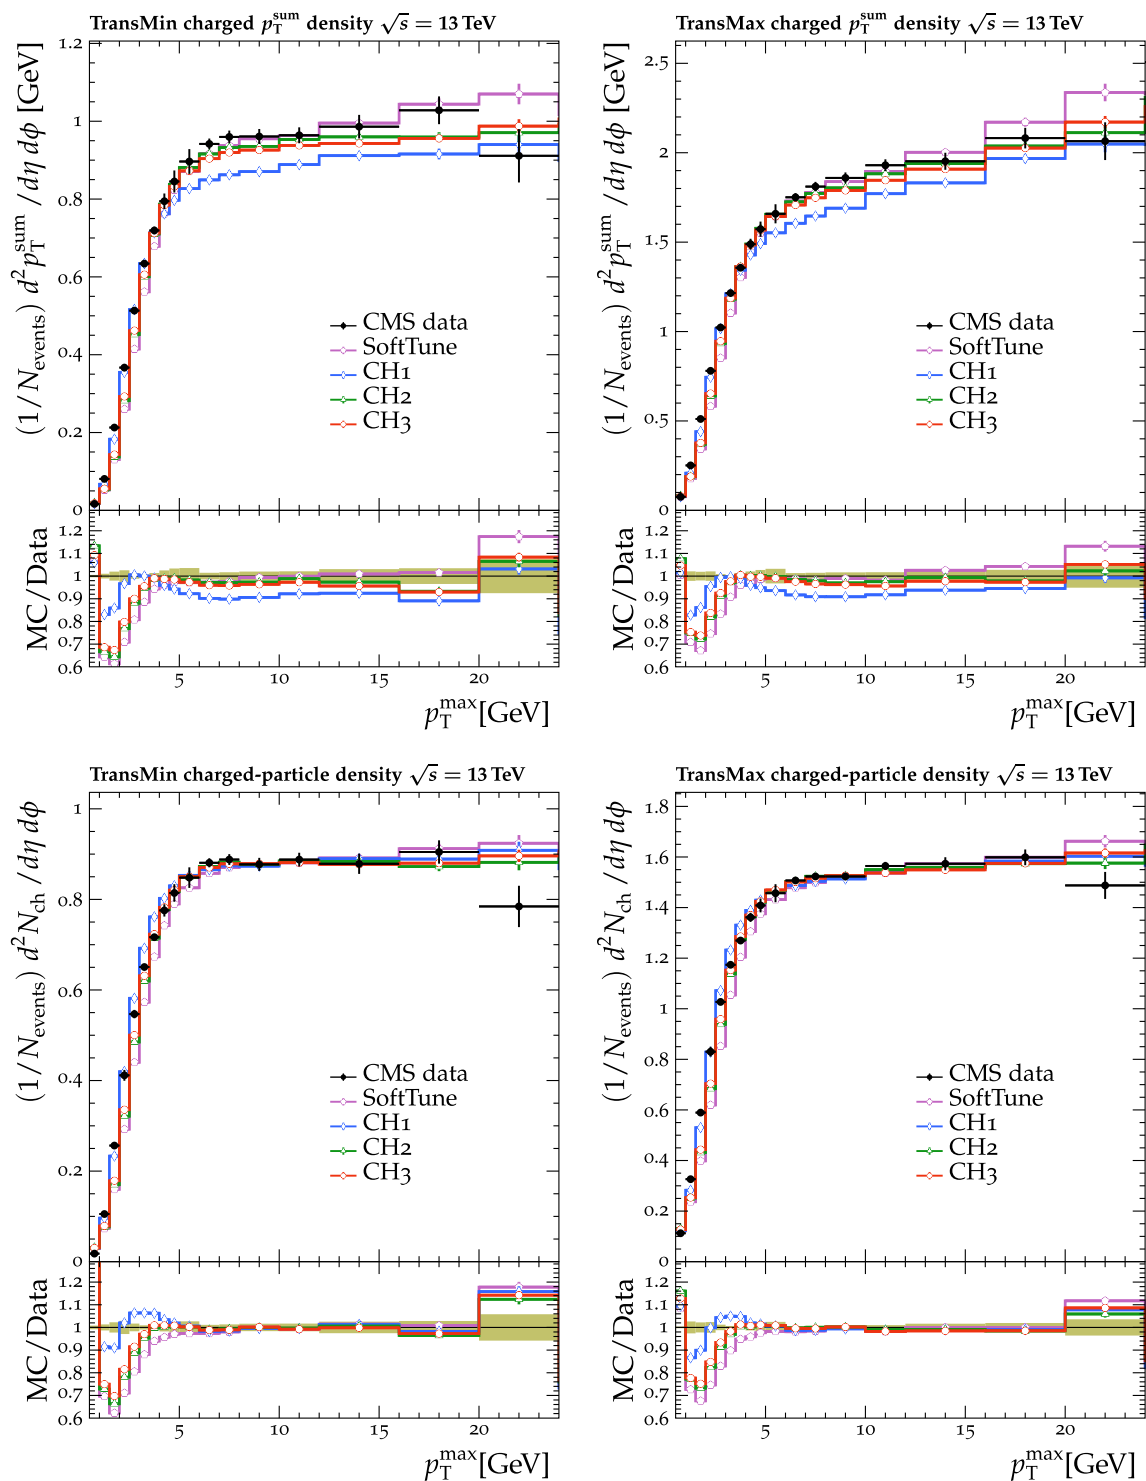 TransMin charged p_T^sum density √s = 13 TeV
(1/N_events) d²p_T^sum/dη dϕ [GeV]
1.2
1
0.8
0.6
0.4
0.2
0
CMS data
SoftTune
CH1
CH2
CH3
MC/Data
1.2
1.1
1
0.9
0.8
0.7
0.6
5 10 15 20
p_T^max[GeV]
TransMax charged p_T^sum density √s = 13 TeV
(1/N_events) d²p_T^sum/dη dϕ [GeV]
2.5
2
1.5
1
0.5
0
CMS data
SoftTune
CH1
CH2
CH3
MC/Data
1.2
1.1
1
0.9
0.8
0.7
0.6
5 10 15 20
p_T^max[GeV]
TransMin charged-particle density √s = 13 TeV
(1/N_events) d²N_ch/dη dϕ
1
0.8
0.6
0.4
0.2
0
CMS data
SoftTune
CH1
CH2
CH3
MC/Data
1.2
1.1
1
0.9
0.8
0.7
0.6
5 10 15 20
p_T^max[GeV]
TransMax charged-particle density √s = 13 TeV
(1/N_events) d²N_ch/dη dϕ
1.8
1.6
1.4
1.2
1
0.8
0.6
0.4
0.2
0
CMS data
SoftTune
CH1
CH2
CH3
MC/Data
1.2
1.1
1
0.9
0.8
0.7
0.6
5 10 15 20
p_T^max[GeV]